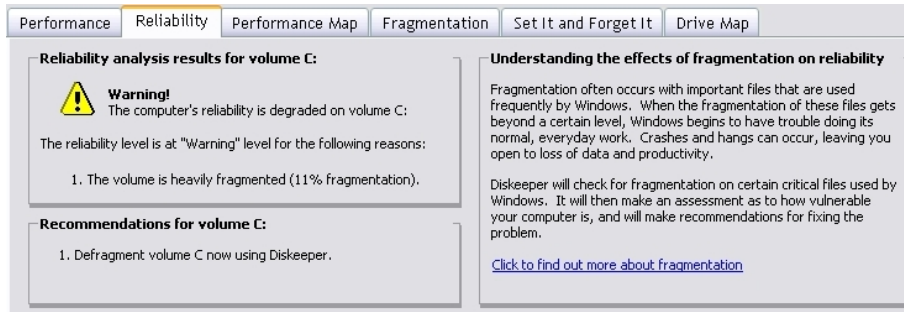 Performance
Reliability
Performance Map
Fragmentation
Set It and Forget It
Drive Map
Reliability analysis results for volume C:
Warning!
The computer's reliability is degraded on volume C:
The reliability level is at "Warning" level for the following reasons:
1. The volume is heavily fragmented (11% fragmentation).
Recommendations for volume C:
1. Defragment volume C now using Diskeeper.
Understanding the effects of fragmentation on reliability
Fragmentation often occurs with important files that are used
frequently by Windows. When the fragmentation of these files gets
beyond a certain level, Windows begins to have trouble doing its
normal, everyday work. Crashes and hangs can occur, leaving you
open to loss of data and productivity.
Diskeeper will check for fragmentation on certain critical files used by
Windows. It will then make an assessment as to how vulnerable
your computer is, and will make recommendations for fixing the
problem.
Click to find out more about fragmentation